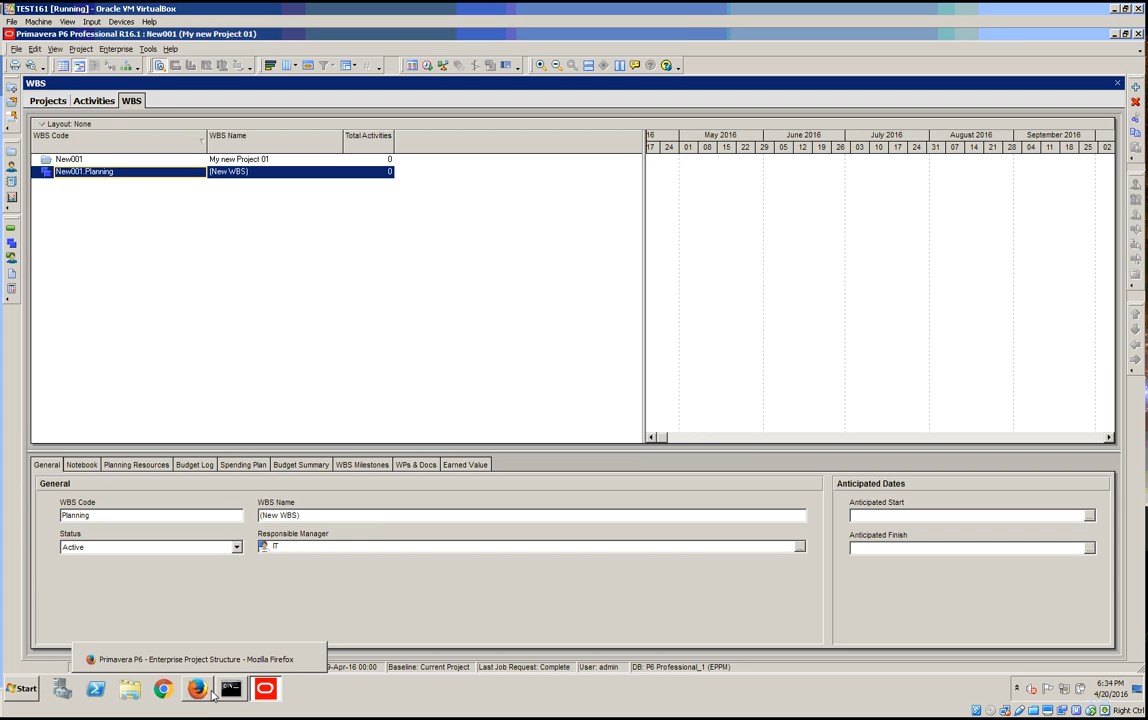 TEST161 [Running] - Oracle VM VirtualBox
File Machine View Input Devices Help
Primavera P6 Professional R16.1 : New001 (My new Project 01)
File Edit View Project Enterprise Tools Help
WBS
Projects Activities WBS
Layout: None
WBS Code WBS Name Total Activities
16 May 2016 June 2016 July 2016 August 2016 September 2016
17 24 01 08 15 22 29 05 12 19 26 03 10 17 24 31 07 14 21 28 04 11 18 25 02
New001 My new Project 01 0
New001.Planning (New WBS) 0
General Notebook Planning Resources Budget Log Spending Plan Budget Summary WBS Milestones WPs & Docs Earned Value
General Anticipated Dates
WBS Code WBS Name Anticipated Start
Planning (New WBS)
Status Responsible Manager Anticipated Finish
Active IT
Primavera P6 - Enterprise Project Structure - Mozilla Firefox
9-Apr-16 00:00 Baseline: Current Project Last Job Request: Complete User: admin DB: P6 Professional_1 (EPPM)
Start
6:34 PM
4/20/2016
Right Ctrl